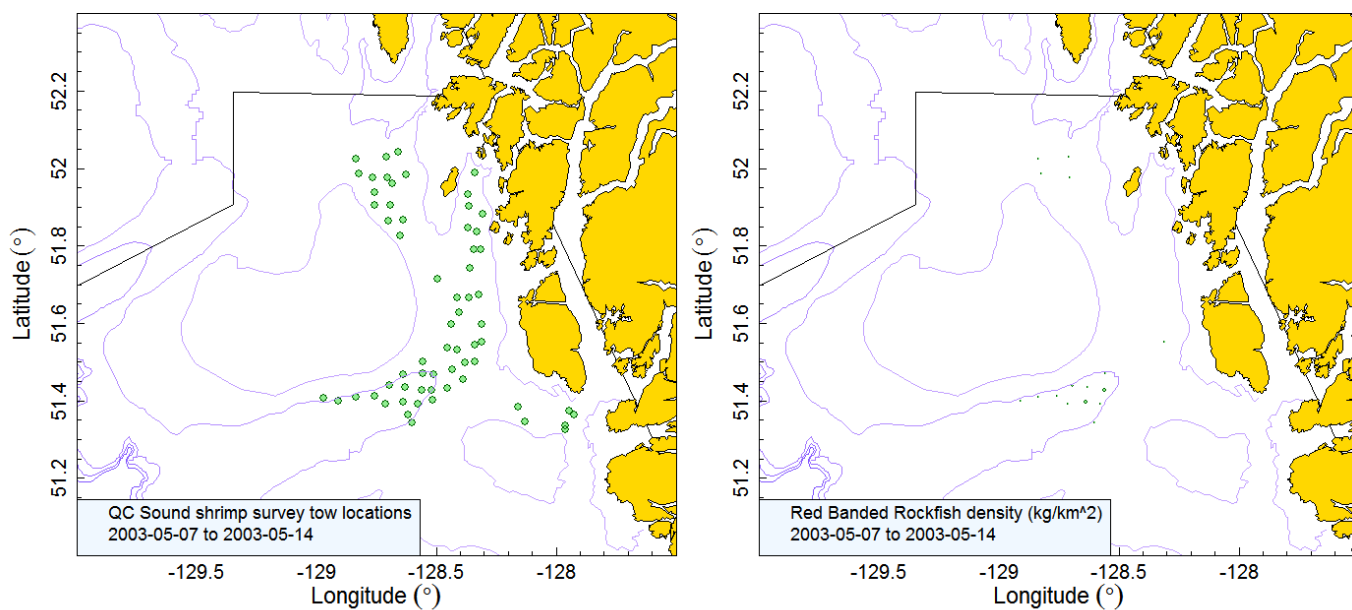 52.2
52
51.8
51.6
51.4
51.2
Latitude (°)
QC Sound shrimp survey tow locations
2003-05-07 to 2003-05-14
-129.5
-129
-128.5
-128
Longitude (°)
52.2
52
51.8
51.6
51.4
51.2
Latitude (°)
Red Banded Rockfish density (kg/km^2)
2003-05-07 to 2003-05-14
-129.5
-129
-128.5
-128
Longitude (°)